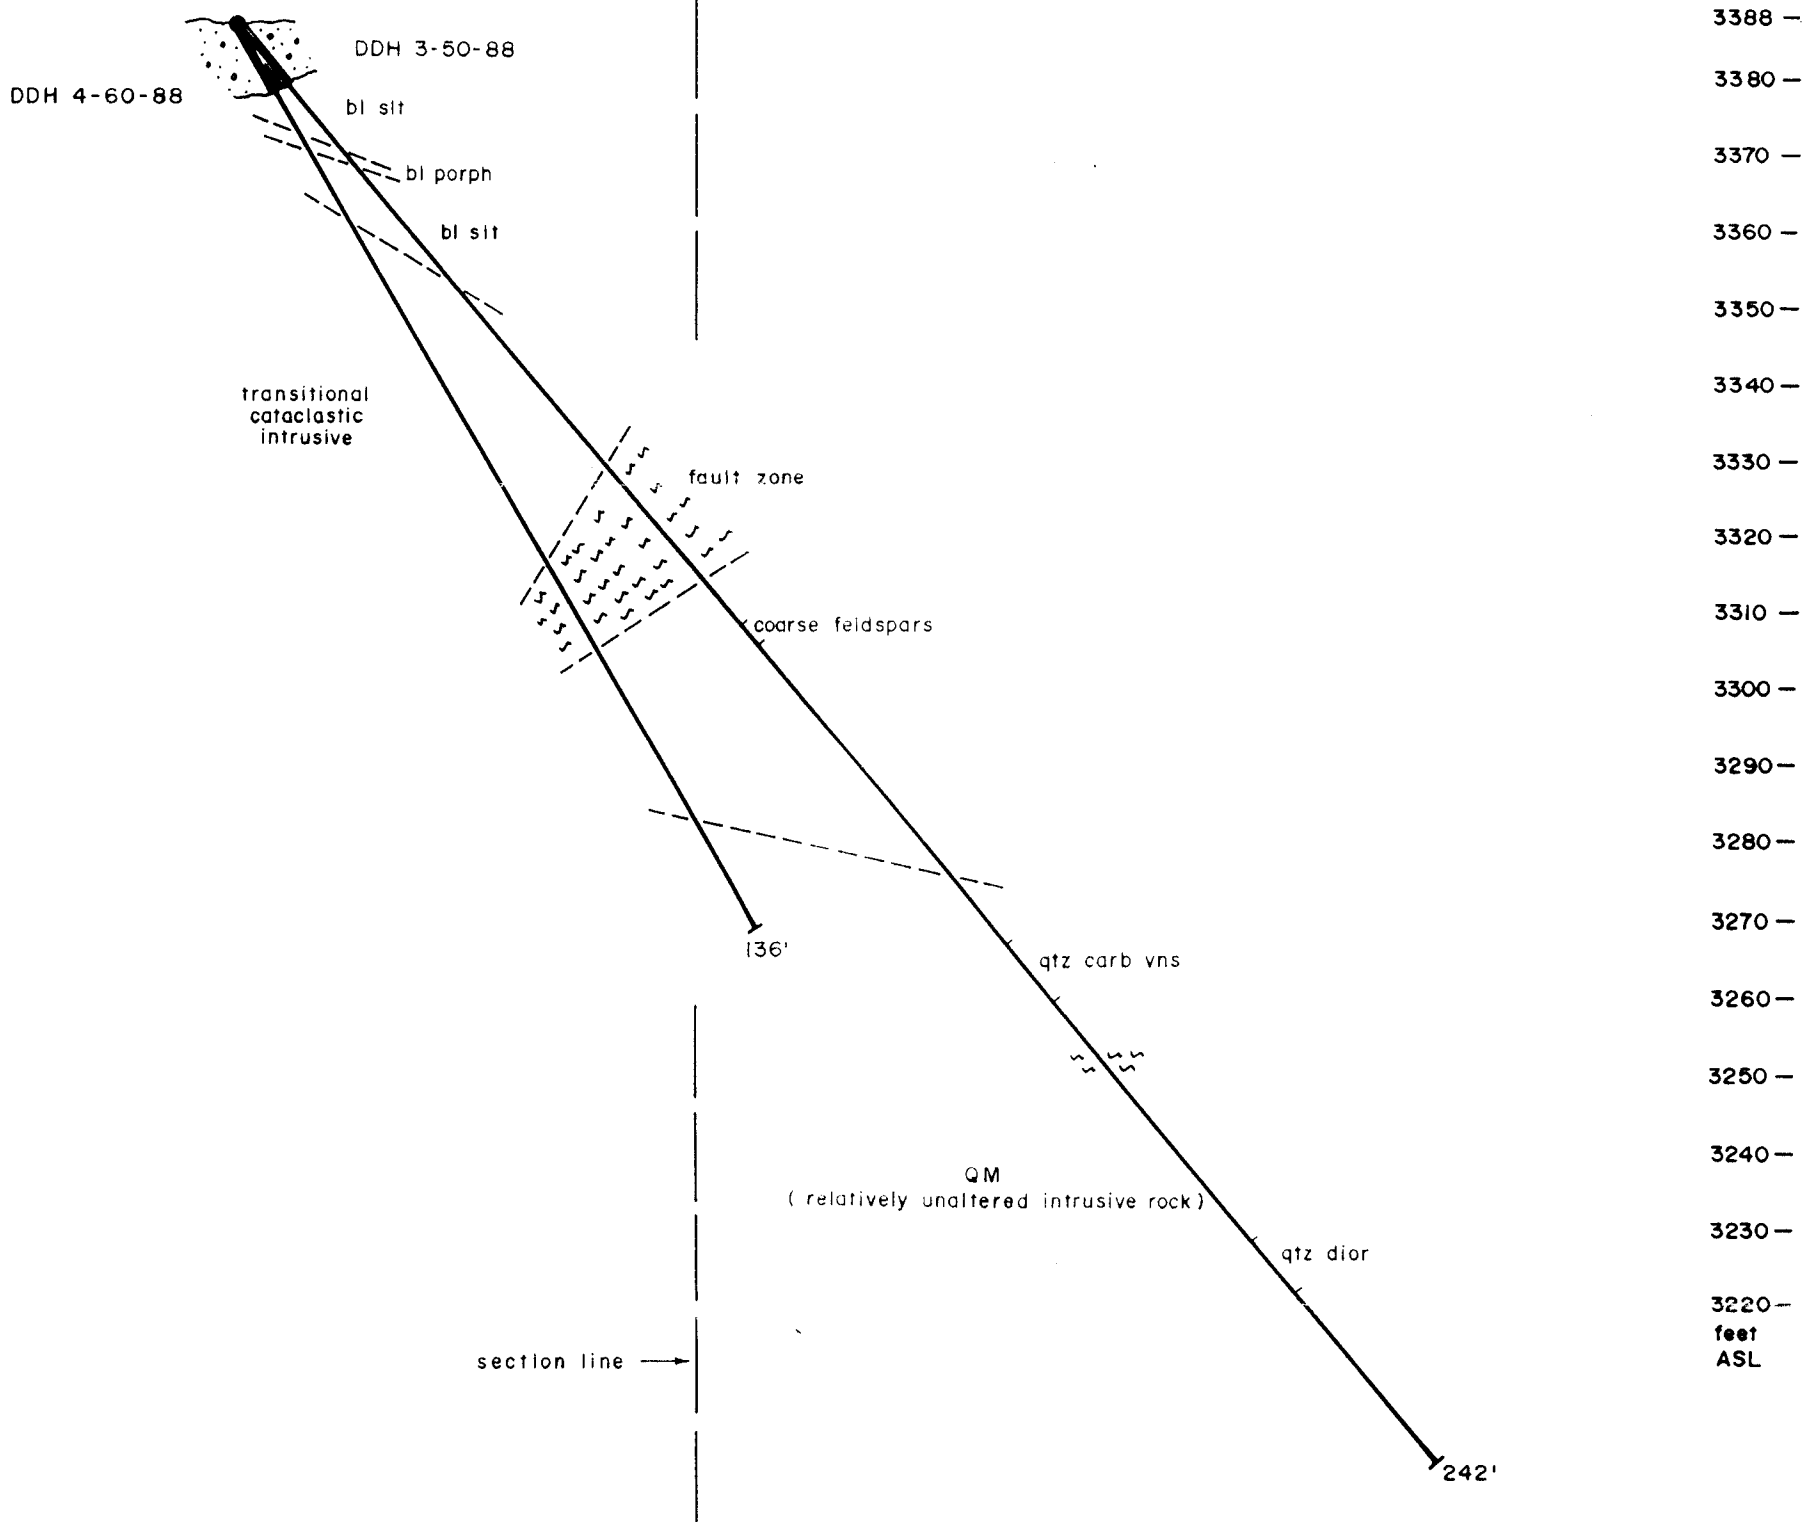 DDH 3-50-88
DDH 4-60-88
bl slt
bl porph
bl slt
transitional
cataclastic
intrusive
fault zone
coarse feldspars
136'
qtz carb vns
QM
( relatively unaltered intrusive rock )
qtz dior
section line
242'
3388 —
3380 —
3370 —
3360 —
3350 —
3340 —
3330 —
3320 —
3310 —
3300 —
3290 —
3280 —
3270 —
3260 —
3250 —
3240 —
3230 —
3220 —
feet
ASL